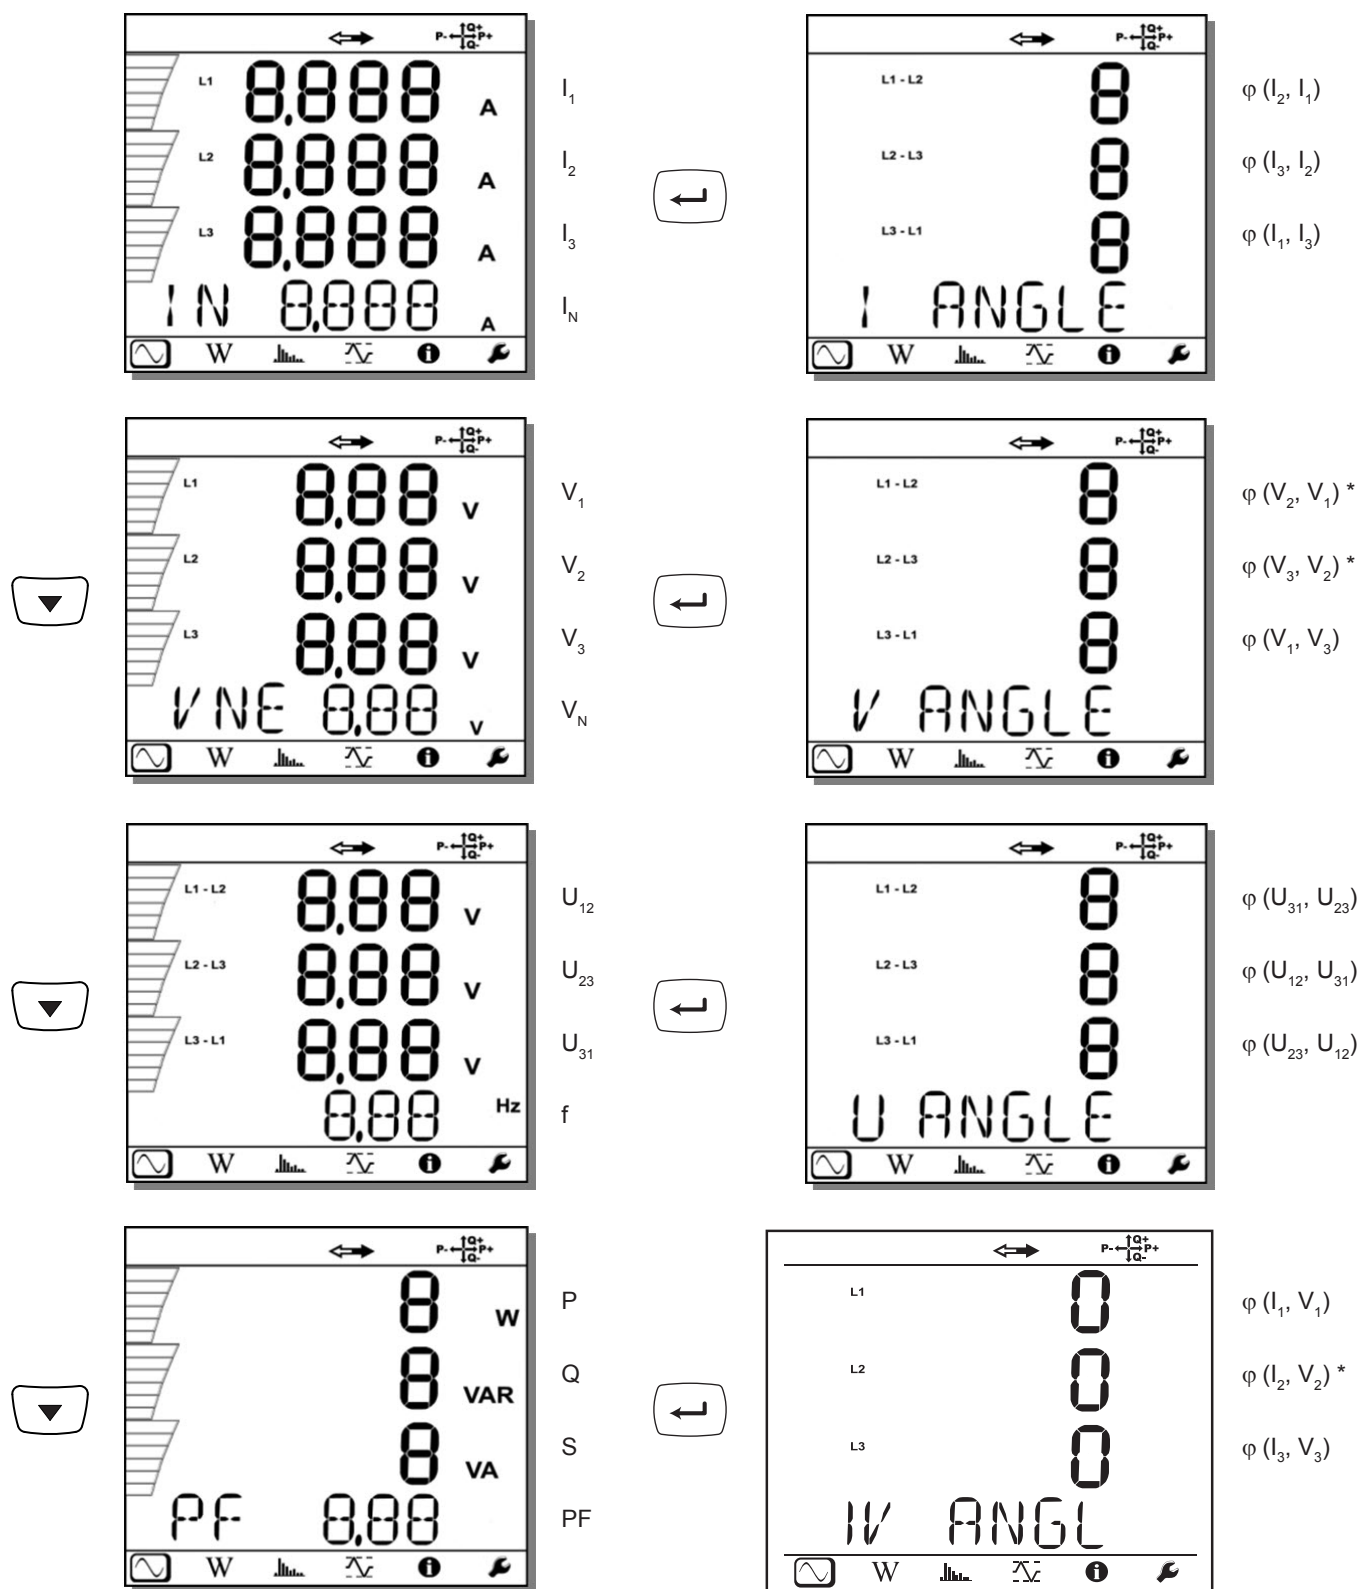 Q+
P- P+
Q-
L1 8.888 A I₁
L2 8.888 A I₂
L3 8.888 A I₃
IN 8.888 A I_N
W
Q+
P- P+
Q-
L1 - L2 8 φ (I₂, I₁)
L2 - L3 8 φ (I₃, I₂)
L3 - L1 8 φ (I₁, I₃)
I ANGLE
W
Q+
P- P+
Q-
L1 8.88 V V₁
L2 8.88 V V₂
L3 8.88 V V₃
VNE 8.88 V V_N
W
Q+
P- P+
Q-
L1 - L2 8 φ (V₂, V₁) *
L2 - L3 8 φ (V₃, V₂) *
L3 - L1 8 φ (V₁, V₃)
V ANGLE
W
Q+
P- P+
Q-
L1 - L2 8.88 V U₁₂
L2 - L3 8.88 V U₂₃
L3 - L1 8.88 V U₃₁
8.88 Hz f
W
Q+
P- P+
Q-
L1 - L2 8 φ (U₃₁, U₂₃)
L2 - L3 8 φ (U₁₂, U₃₁)
L3 - L1 8 φ (U₂₃, U₁₂)
U ANGLE
W
Q+
P- P+
Q-
8 W P
8 VAR Q
8 VA S
PF 8.88 PF
W
Q+
P- P+
Q-
L1 0 φ (I₁, V₁)
L2 0 φ (I₂, V₂) *
L3 0 φ (I₃, V₃)
IV ANGL
W